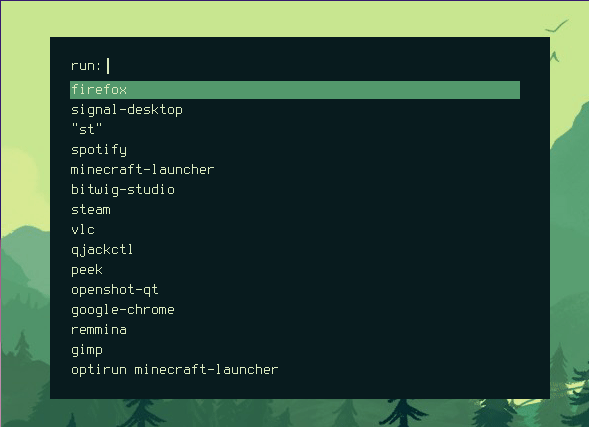 run:
firefox
signal-desktop
"st"
spotify
minecraft-launcher
bitwig-studio
steam
vlc
qjackctl
peek
openshot-qt
google-chrome
remmina
gimp
optirun minecraft-launcher